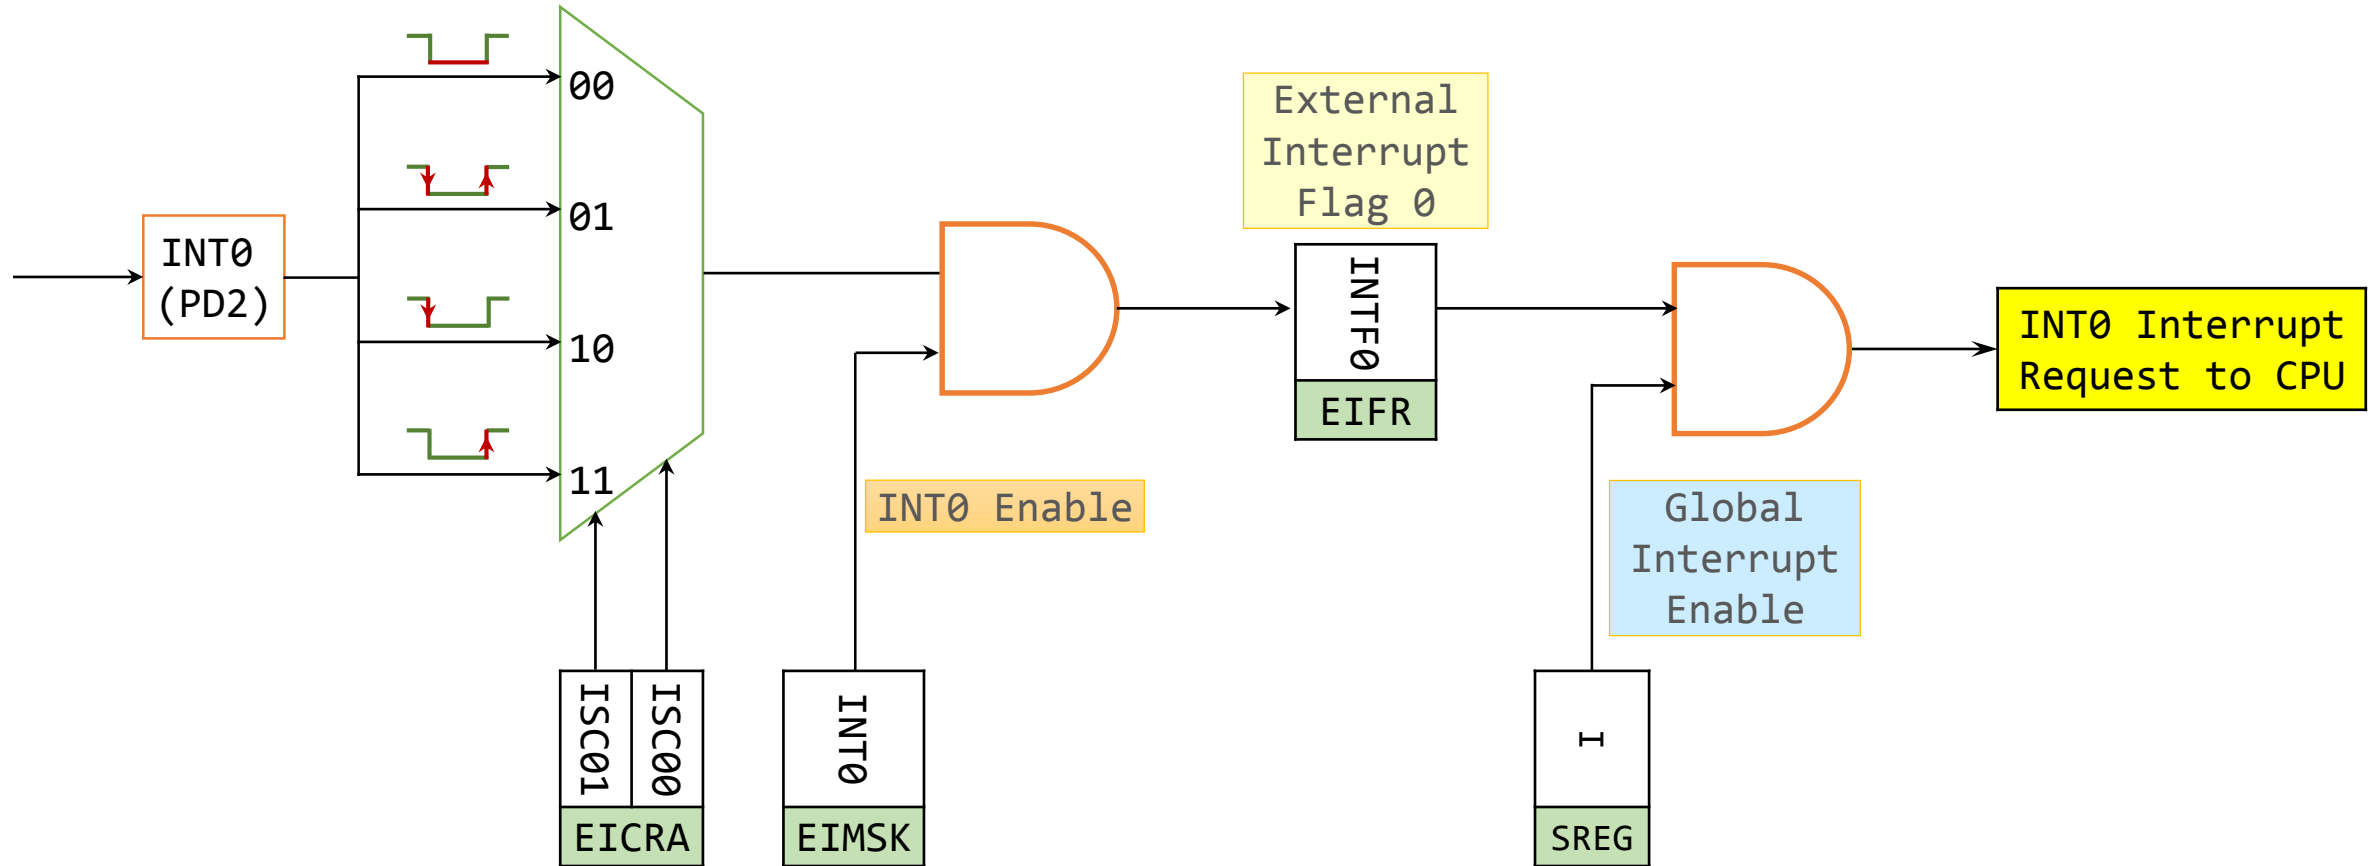 00
01
10
11
INT0
(PD2)
External
Interrupt
Flag 0
INTF0
EIFR
INT0 Interrupt
Request to CPU
INT0 Enable
Global
Interrupt
Enable
ISC01
ISC00
EICRA
INT0
EIMSK
I
SREG